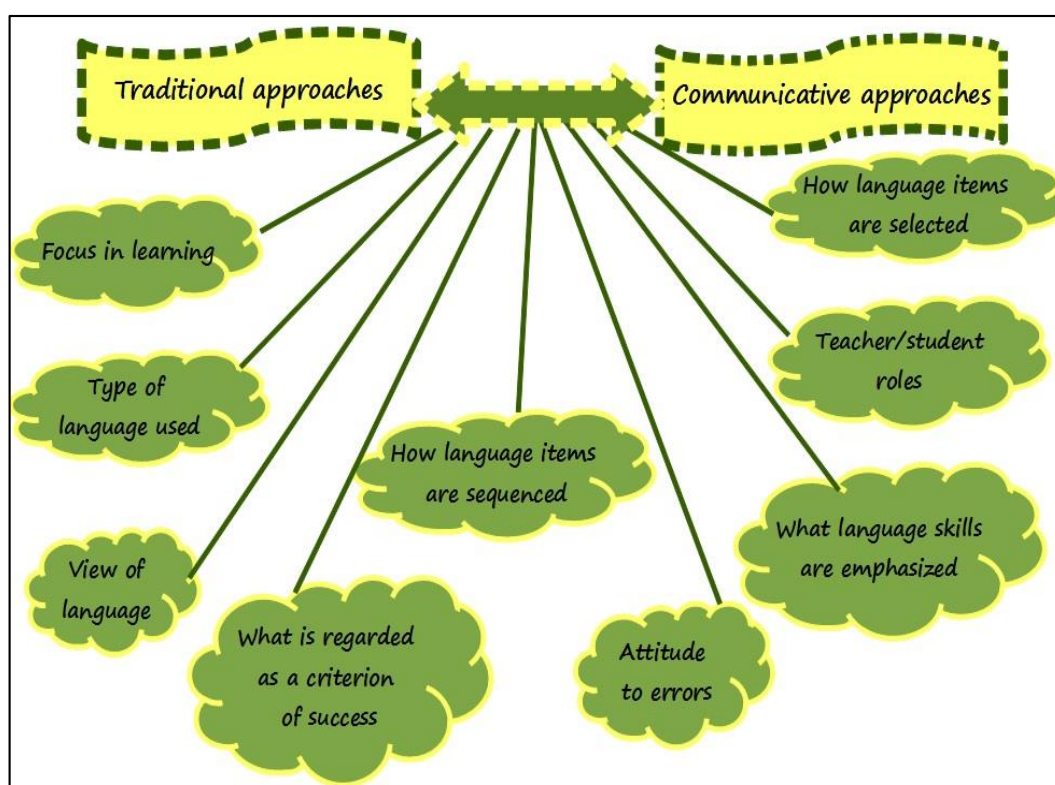 Traditional approaches
Communicative approaches
How language items
are selected
Focus in learning
Teacher/student
roles
Type of
language used
How language items
are sequenced
What language skills
are emphasized
View of
language
What is regarded
as a criterion
of success
Attitude
to errors